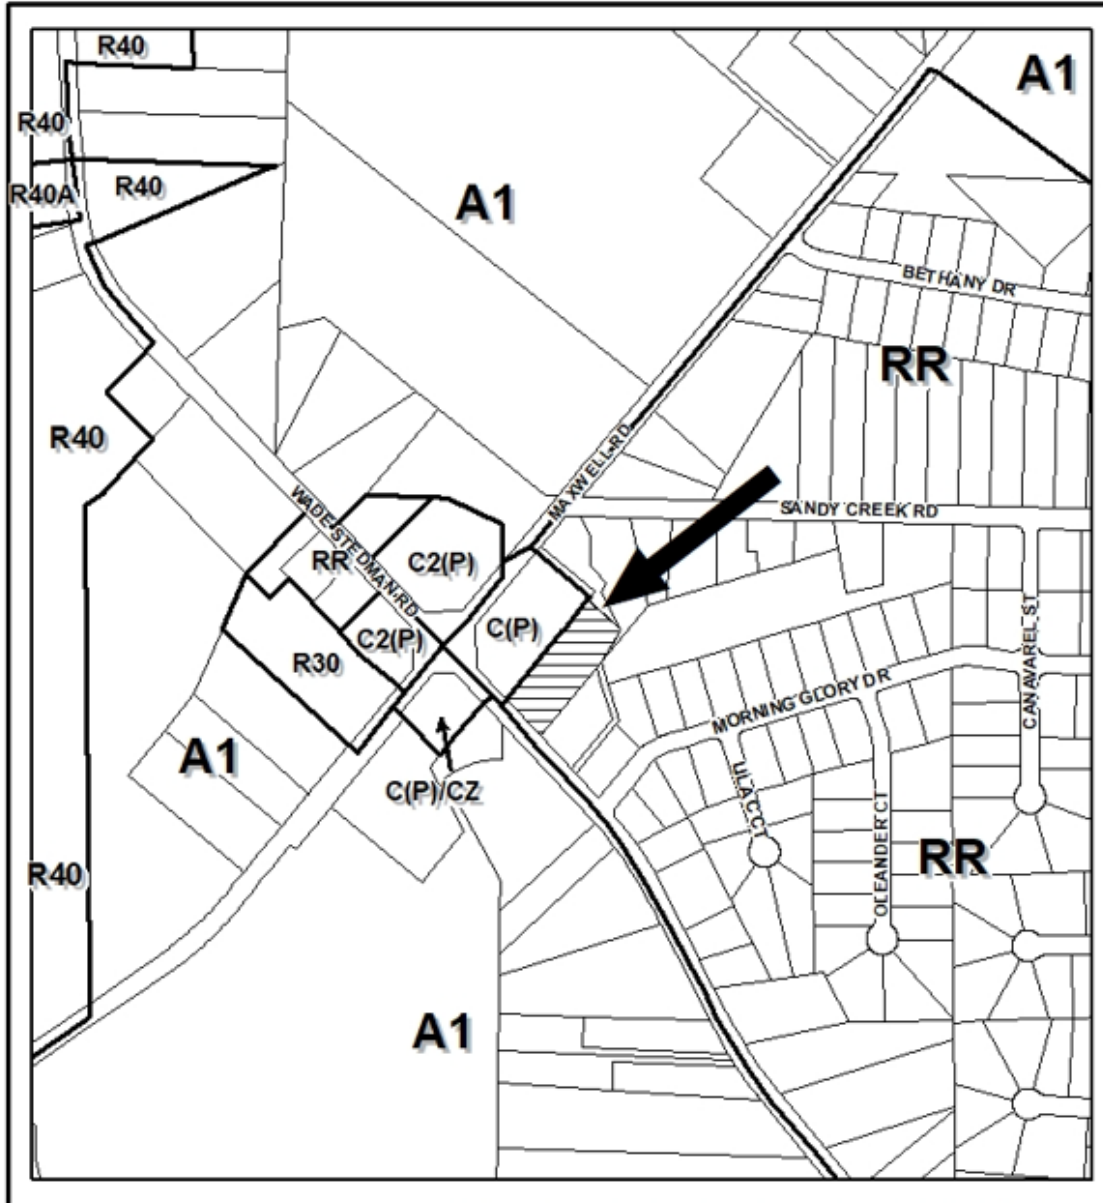 R40
A1
R40
R40A
R40
A1
BETHANY DR
RR
MAXWELL RD
R40
WADE STEDMAN RD
SANDY CREEK RD
RR
C2(P)
C(P)
C2(P)
R30
CANAVAREL ST
MORNING GLORY DR
A1
C(P)/CZ
LILAC CT
OLEANDER CT
RR
R40
A1